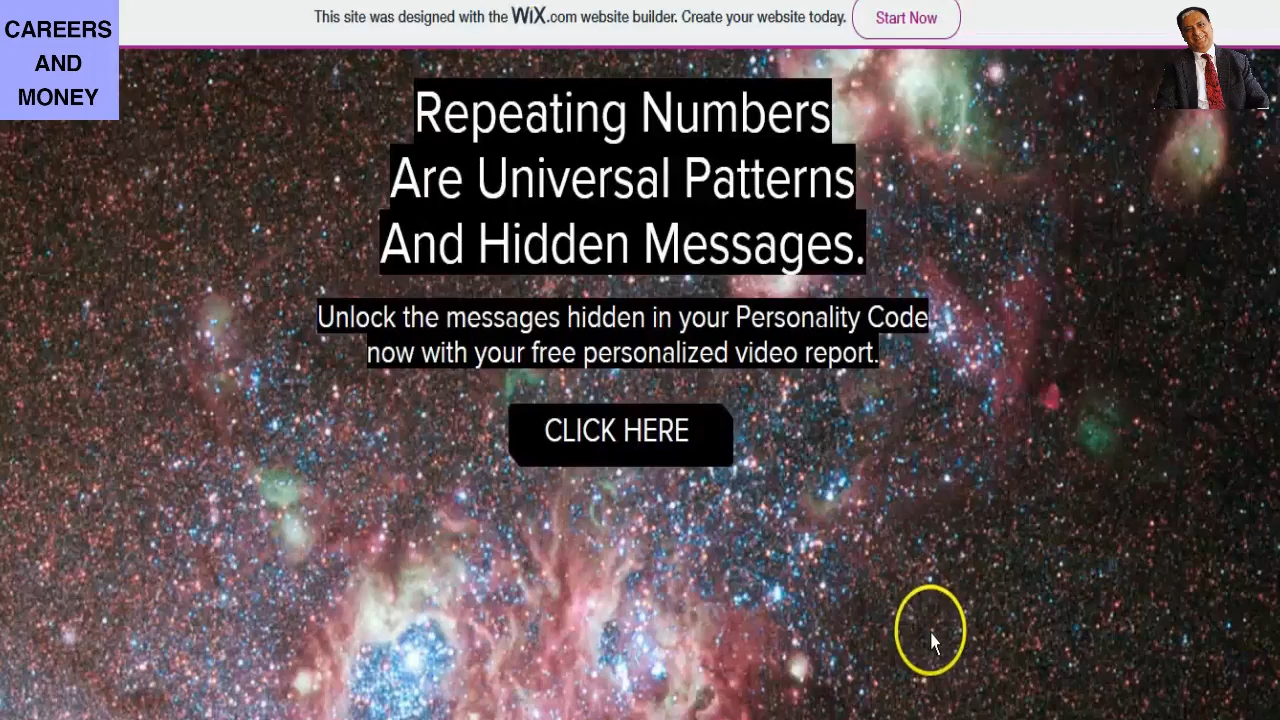 This site was designed with the WiX.com website builder. Create your website today.
Start Now
CAREERS
AND
MONEY
Repeating Numbers
Are Universal Patterns
And Hidden Messages.
Unlock the messages hidden in your Personality Code
now with your free personalized video report.
CLICK HERE